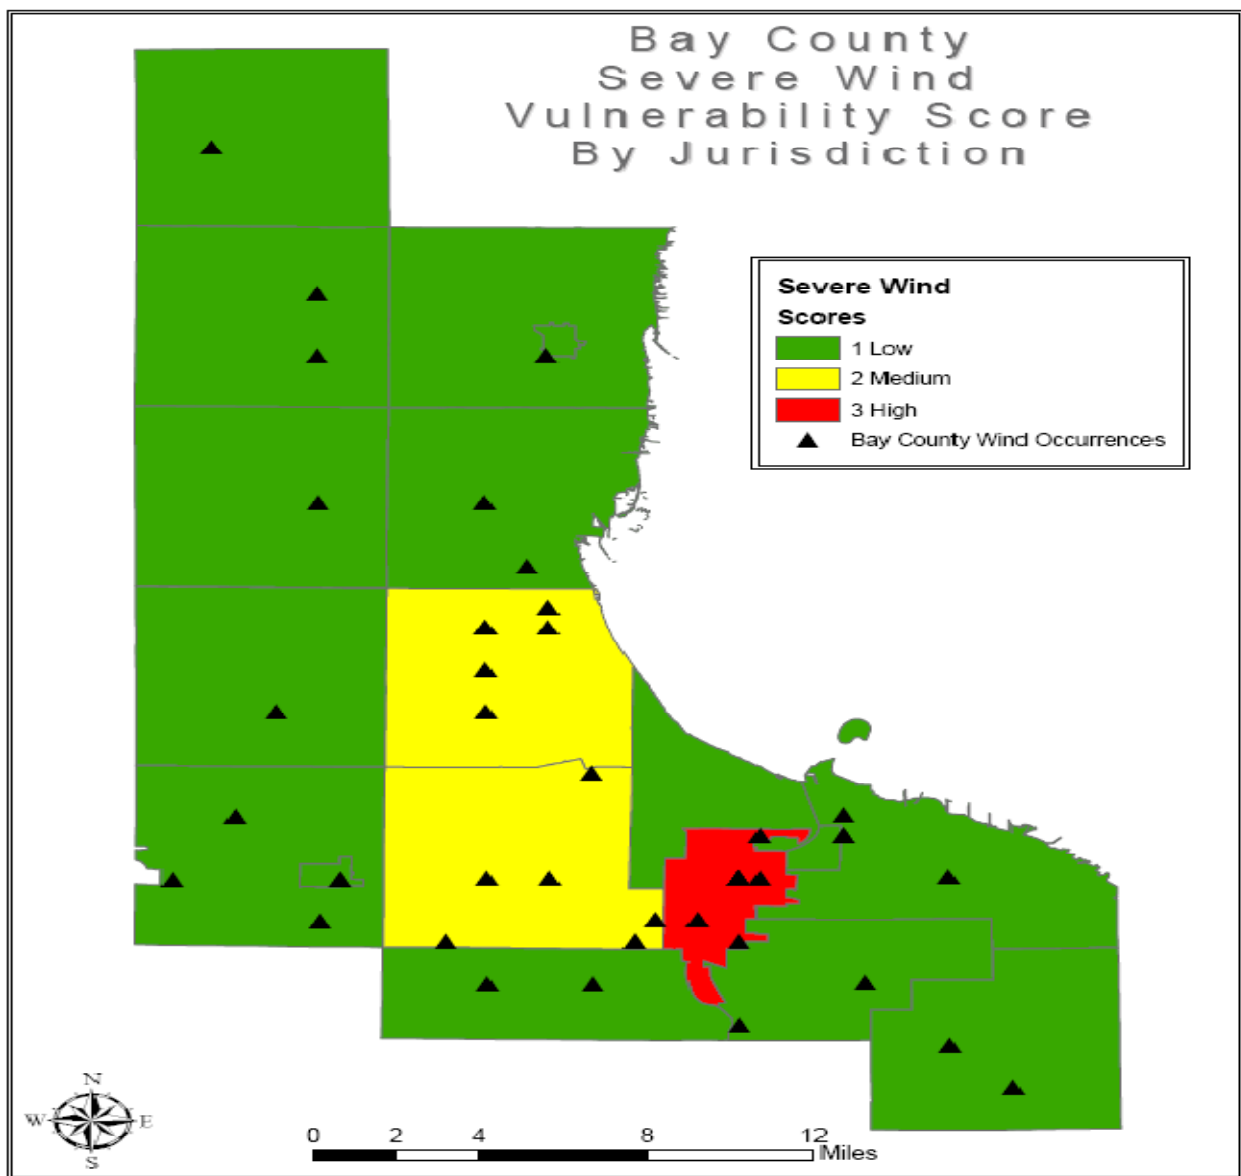 Bay County
Severe Wind
Vulnerability Score
By Jurisdiction
Severe Wind
Scores
1 Low
2 Medium
3 High
Bay County Wind Occurrences
N
W E
S
0 2 4 8 12
Miles